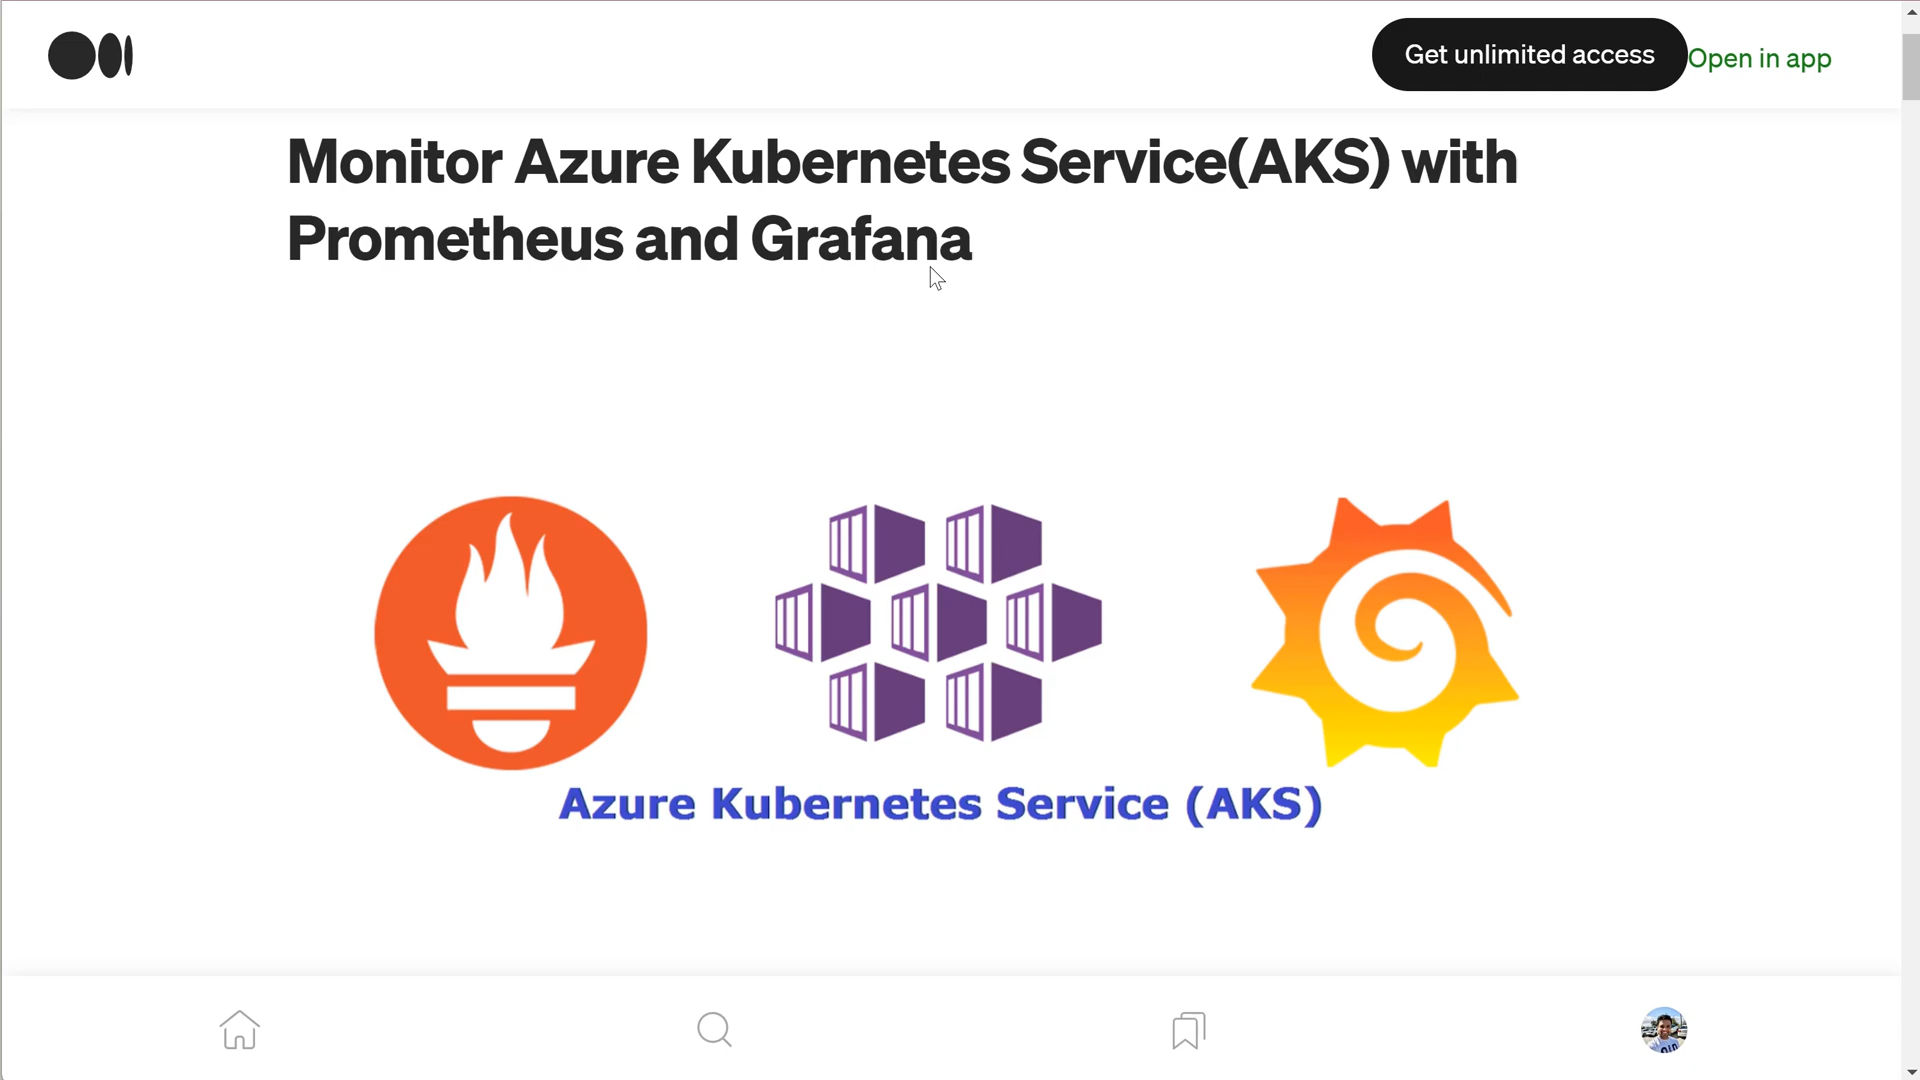 Get unlimited access
Open in app
Monitor Azure Kubernetes Service(AKS) with
Prometheus and Grafana
Azure Kubernetes Service (AKS)